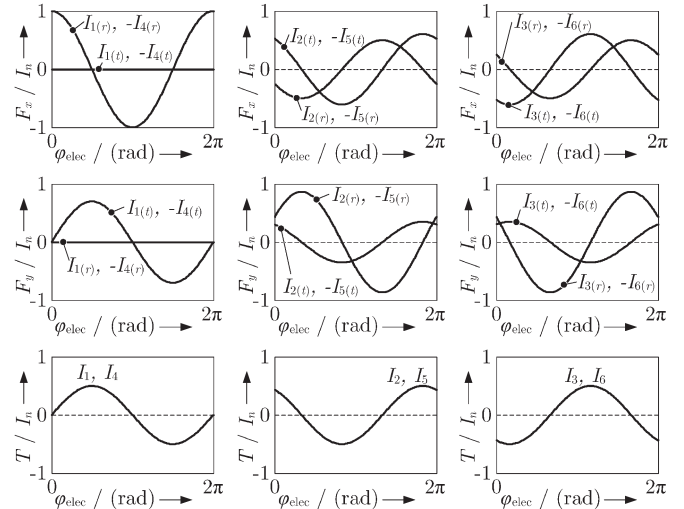 1
I1(r), -I4(r)
I1(t), -I4(t)
Fx / In
0
-1
0
2π
φelec / (rad)
1
I2(t), -I5(t)
Fx / In
0
I2(r), -I5(r)
-1
0
2π
φelec / (rad)
1
I3(r), -I6(r)
Fx / In
0
I3(t), -I6(t)
-1
0
2π
φelec / (rad)
1
I1(t), -I4(t)
Fy / In
0
I1(r), -I4(r)
-1
0
2π
φelec / (rad)
1
I2(r), -I5(r)
Fy / In
0
I2(t), -I5(t)
-1
0
2π
φelec / (rad)
1
I3(t), -I6(t)
Fy / In
0
I3(r), -I6(r)
-1
0
2π
φelec / (rad)
1
I1, I4
T / In
0
-1
0
2π
φelec / (rad)
1
I2, I5
T / In
0
-1
0
2π
φelec / (rad)
1
I3, I6
T / In
0
-1
0
2π
φelec / (rad)